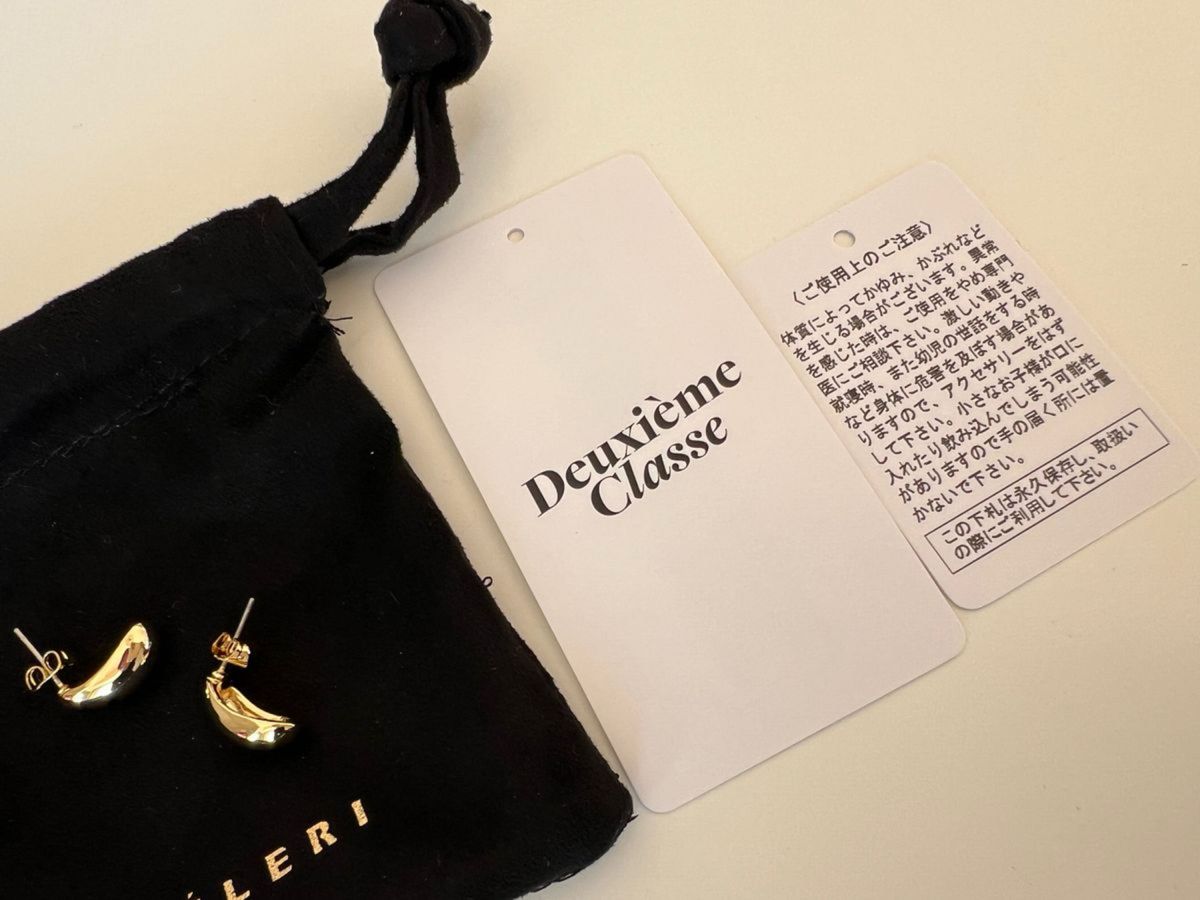 Deuxième
Classe
〈ご使用上のご注意〉
体質によってかゆみ、かぶれなど
を生じる場合がございます。異常
を感じた時は、ご使用をやめ専門
医にご相談下さい。激しい動きや
就寝時、また幼児の世話をする時
など身体に危害を及ぼす場合があ
りますので、アクセサリーをはず
して下さい。小さなお子様が口に
入れたり飲み込んでしまう可能性
がありますので手の届く所には置
かないで下さい。
この下札は永久保存し、取扱い
の際にご利用して下さい。
LERI